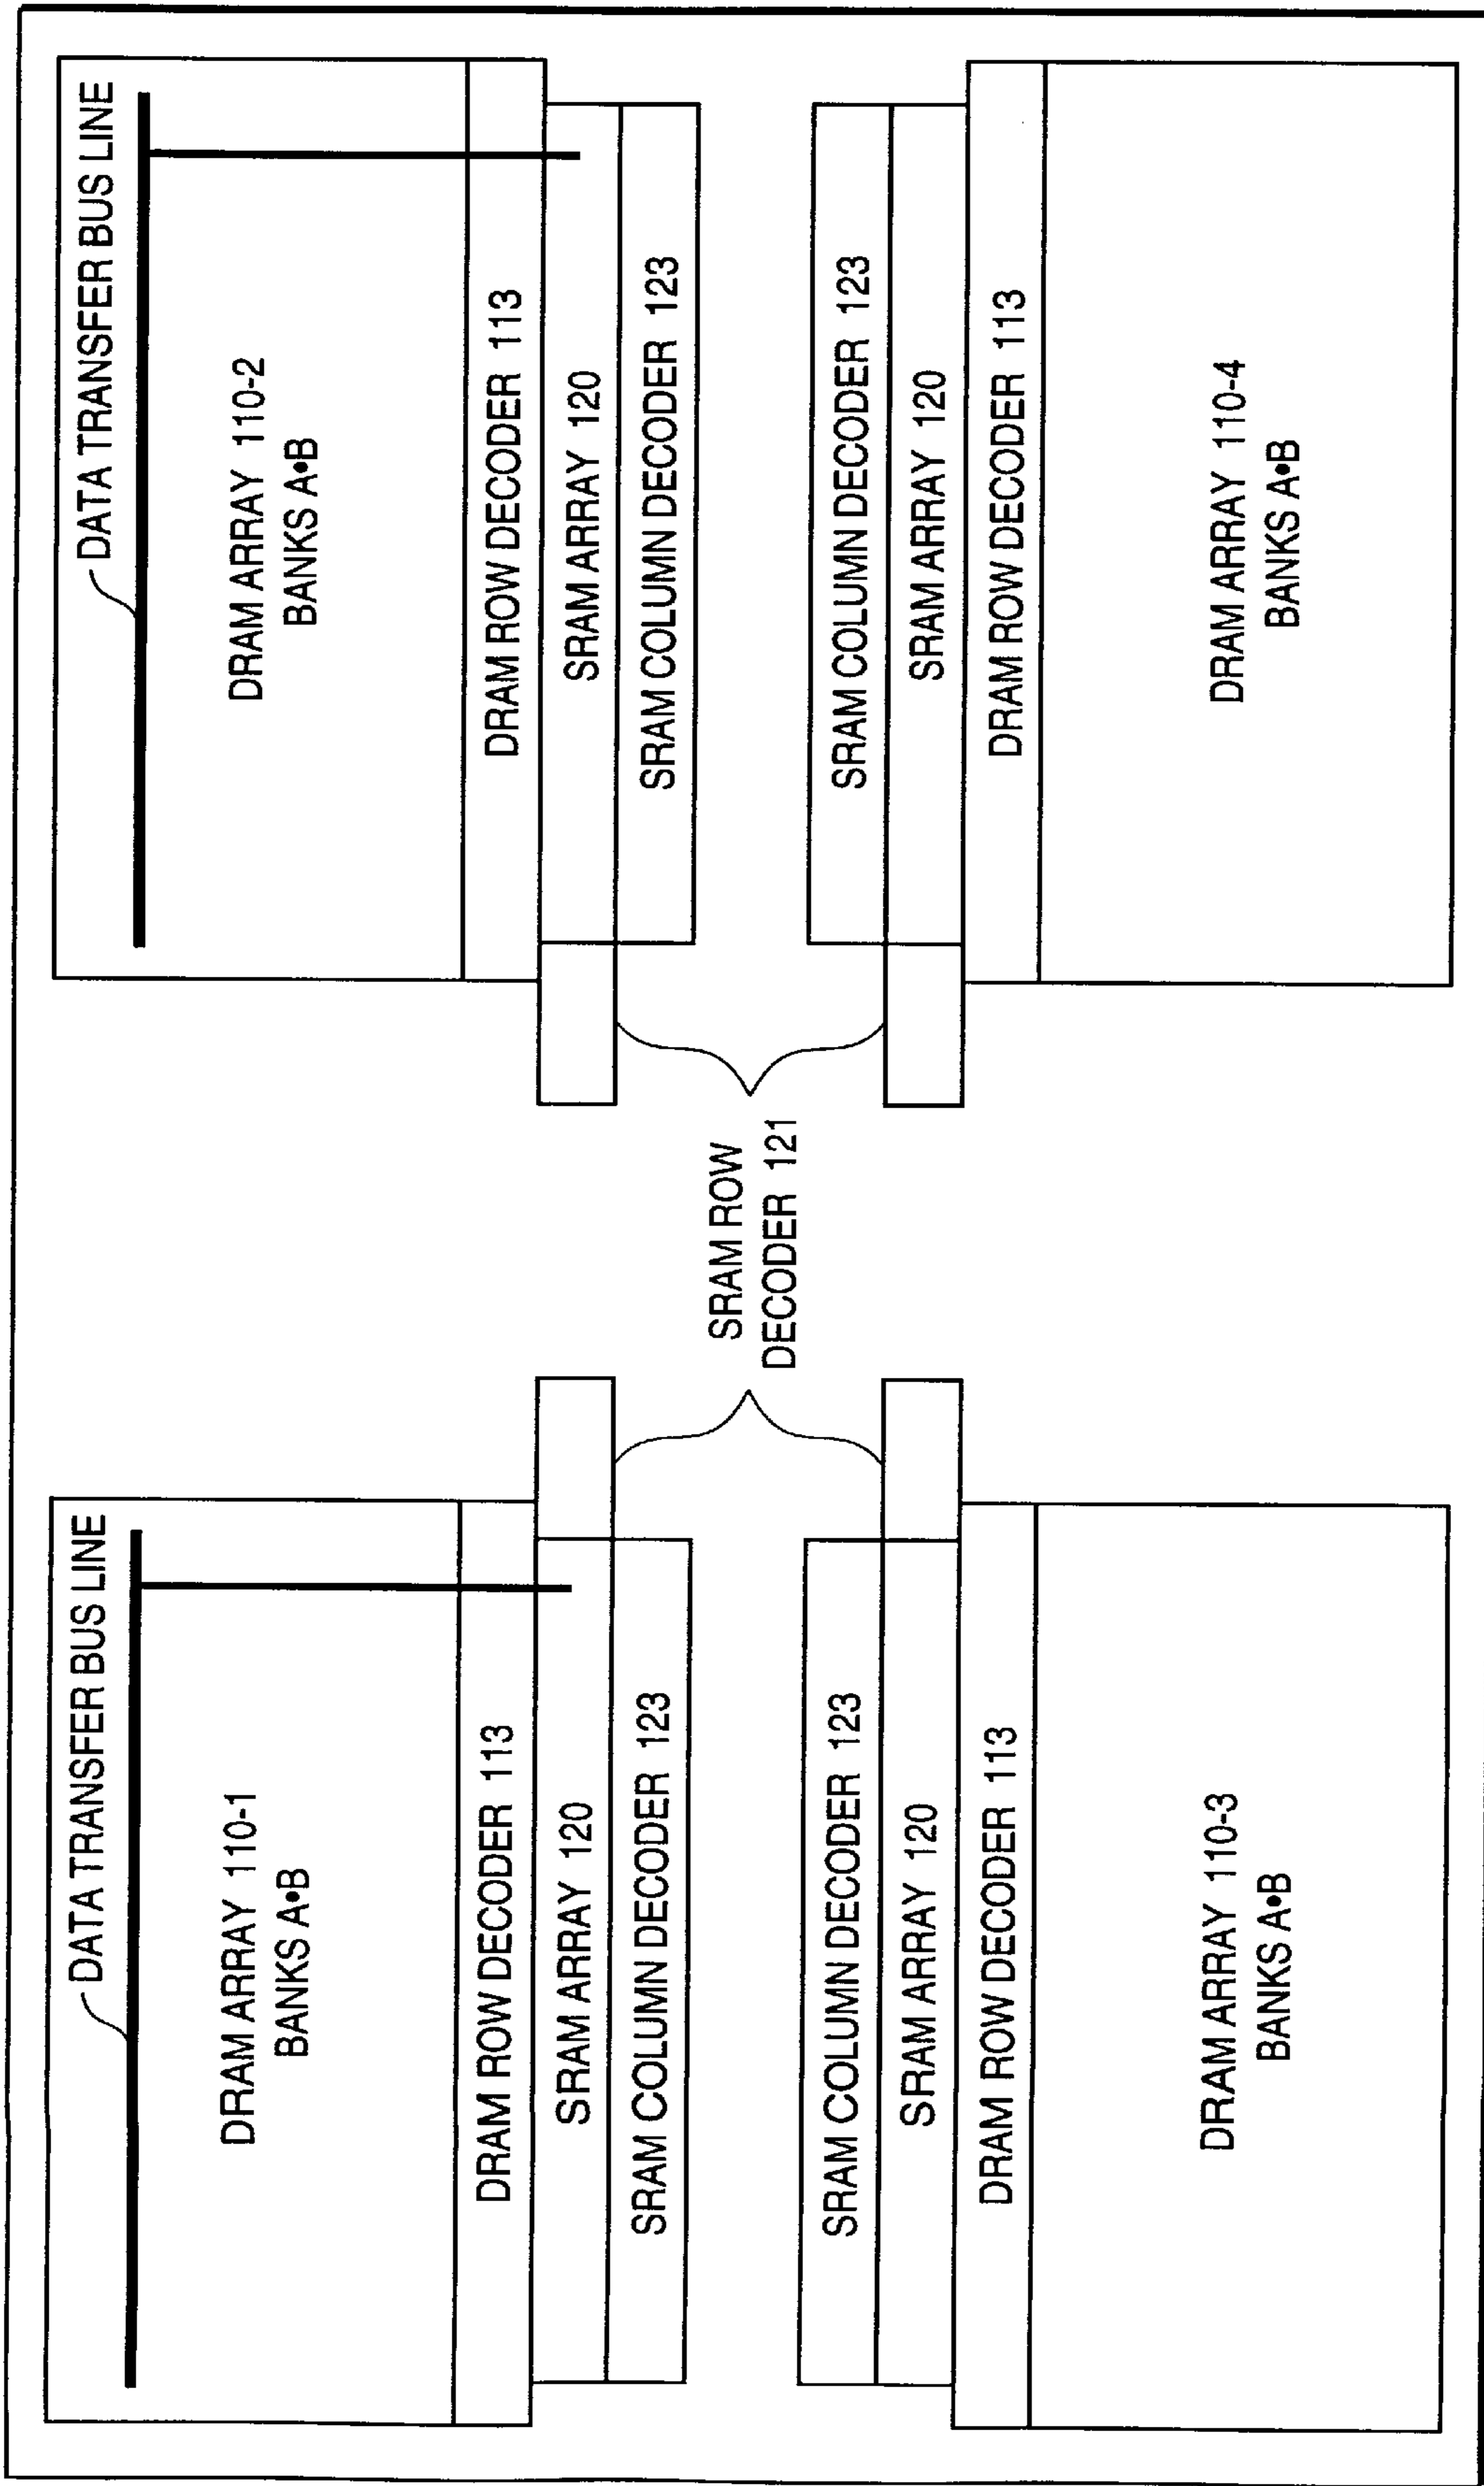 DATA TRANSFER BUS LINE
DRAM ARRAY 110-1
BANKS A•B
DRAM ROW DECODER 113
SRAM ARRAY 120
SRAM COLUMN DECODER 123
DATA TRANSFER BUS LINE
DRAM ARRAY 110-2
BANKS A•B
DRAM ROW DECODER 113
SRAM ARRAY 120
SRAM COLUMN DECODER 123
SRAM ROW
DECODER 121
SRAM COLUMN DECODER 123
SRAM ARRAY 120
DRAM ROW DECODER 113
DRAM ARRAY 110-3
BANKS A•B
SRAM COLUMN DECODER 123
SRAM ARRAY 120
DRAM ROW DECODER 113
DRAM ARRAY 110-4
BANKS A•B